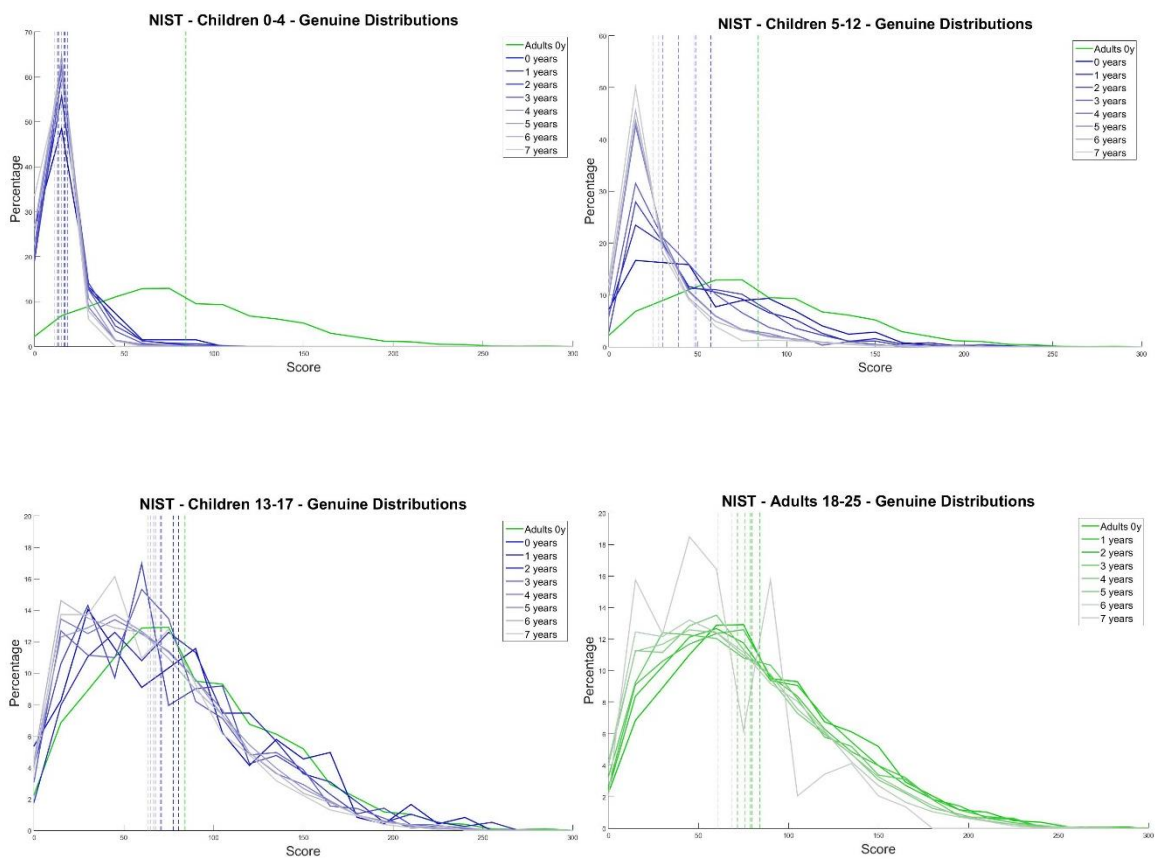 NIST - Children 0-4 - Genuine Distributions
70
60
50
40
30
20
10
0
Percentage
0 50 100 150 200 250 300
Score
Adults 0y
0 years
1 years
2 years
3 years
4 years
5 years
6 years
7 years
NIST - Children 5-12 - Genuine Distributions
60
50
40
30
20
10
0
Percentage
0 50 100 150 200 250 300
Score
Adults 0y
0 years
1 years
2 years
3 years
4 years
5 years
6 years
7 years
NIST - Children 13-17 - Genuine Distributions
20
18
16
14
12
10
8
6
4
2
0
Percentage
0 50 100 150 200 250 300
Score
Adults 0y
0 years
1 years
2 years
3 years
4 years
5 years
6 years
7 years
NIST - Adults 18-25 - Genuine Distributions
20
18
16
14
12
10
8
6
4
2
0
Percentage
0 50 100 150 200 250 300
Score
Adults 0y
1 years
2 years
3 years
4 years
5 years
6 years
7 years